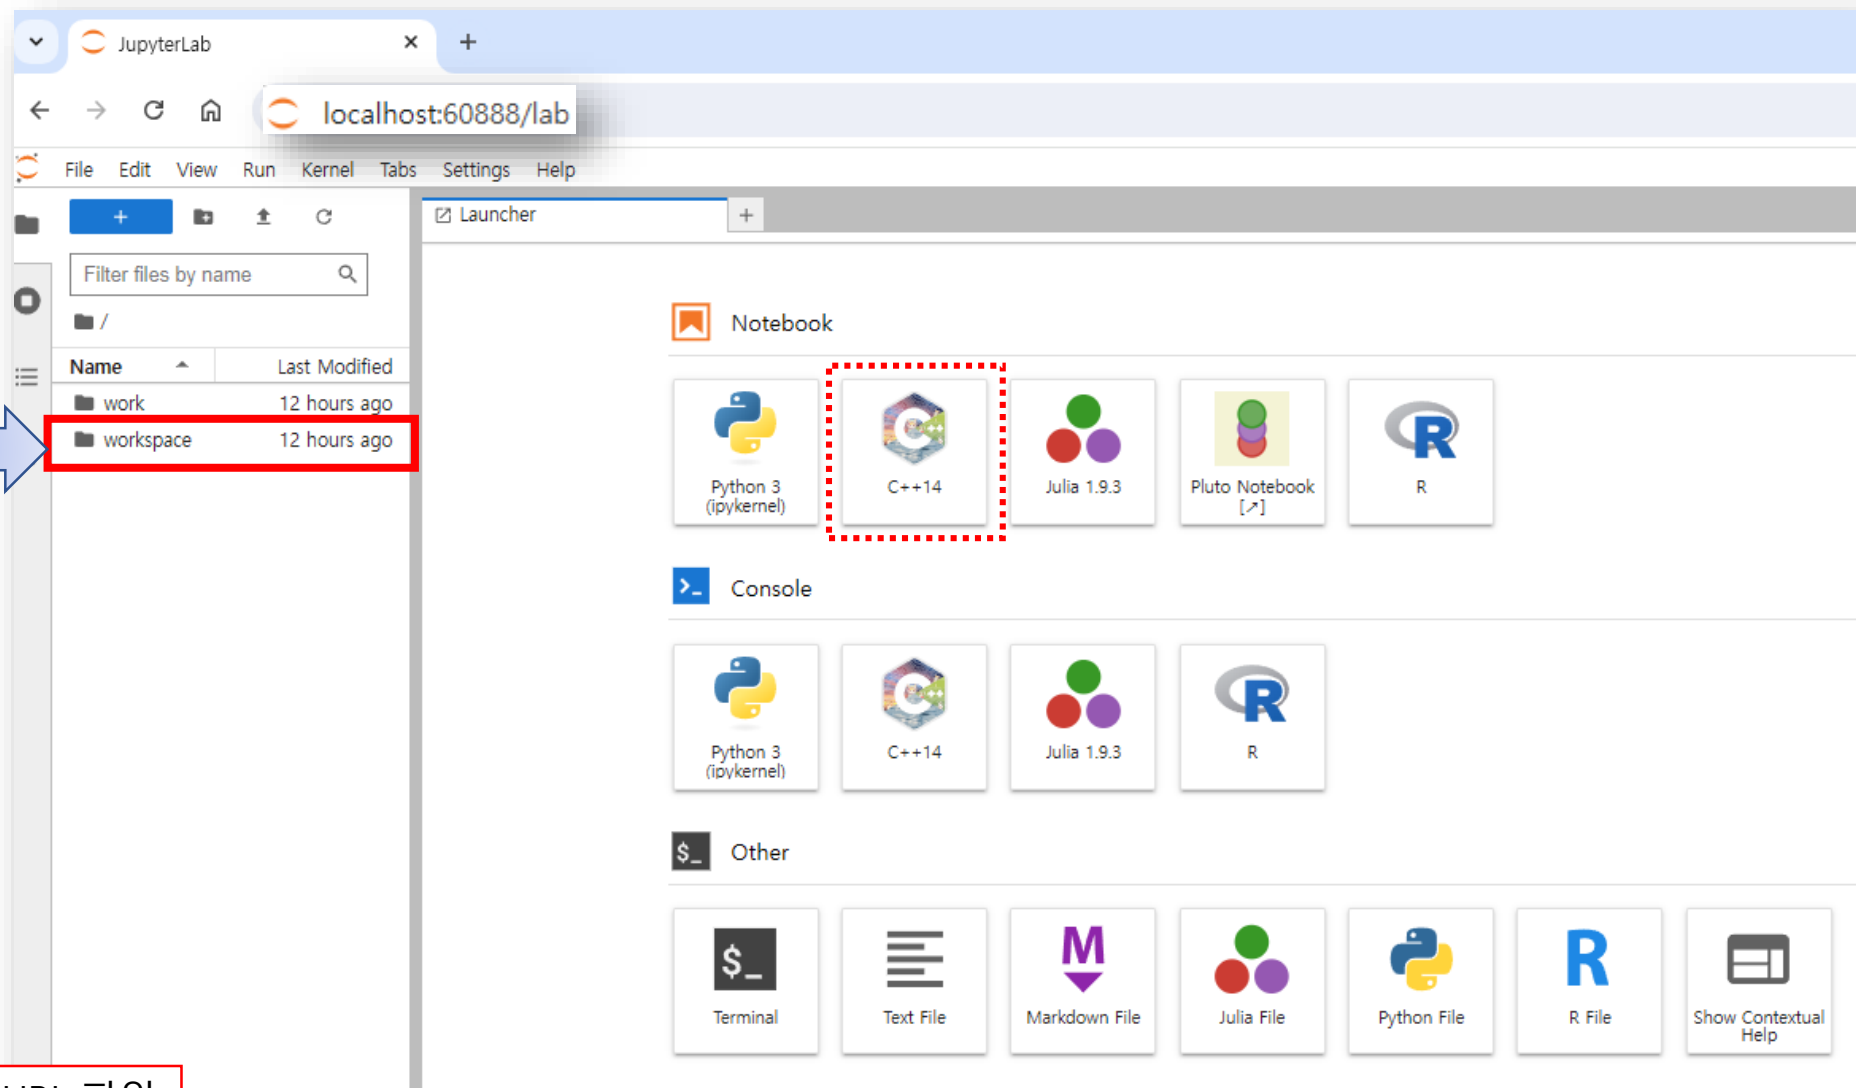 JupyterLab
localhost:60888/lab
File Edit View Run Kernel Tabs Settings Help
Launcher
Filter files by name
/
Name Last Modified
work 12 hours ago
workspace 12 hours ago
Notebook
Python 3
(ipykernel)
C++14
Julia 1.9.3
Pluto Notebook
[↗]
R
Console
Python 3
(ipykernel)
C++14
Julia 1.9.3
R
$_ Other
$_
Terminal
Text File
M
Markdown File
Julia File
Python File
R
R File
Show Contextual
Help